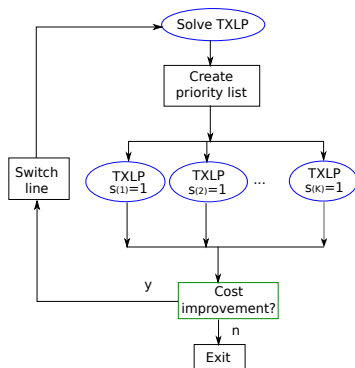 Solve TXLP
Create
priority list
TXLP
s(1)=1
TXLP
s(2)=1
...
TXLP
s(K)=1
Switch
line
y
Cost
improvement?
n
Exit